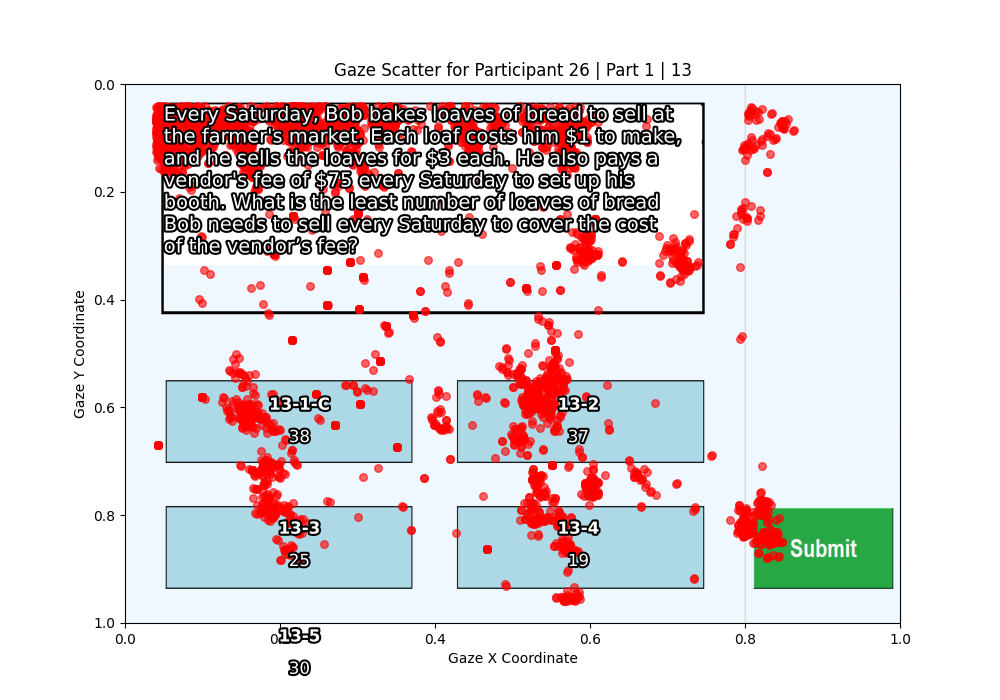 Gaze Scatter for Participant 26 | Part 1 | 13
0.0
0.2
0.4
0.6
0.8
1.0
Gaze Y Coordinate
Every Saturday, Bob bakes loaves of bread to sell at
the farmer's market. Each loaf costs him $1 to make,
and he sells the loaves for $3 each. He also pays a
vendor's fee of $75 every Saturday to set up his
booth. What is the least number of loaves of bread
Bob needs to sell every Saturday to cover the cost
of the vendor's fee?
13-1-C
38
13-2
37
13-3
25
13-4
19
Submit
0.0
0.2
0.4
0.6
0.8
1.0
Gaze X Coordinate
13-5
30